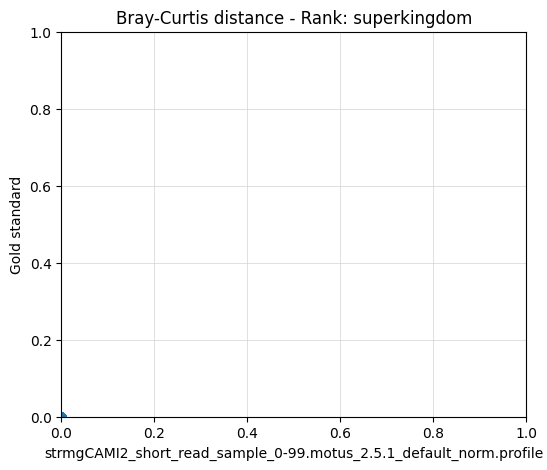 Bray-Curtis distance - Rank: superkingdom
1.0
0.8
0.6
0.4
0.2
0.0
Gold standard
0.0 0.2 0.4 0.6 0.8 1.0
strmgCAMI2_short_read_sample_0-99.motus_2.5.1_default_norm.profile